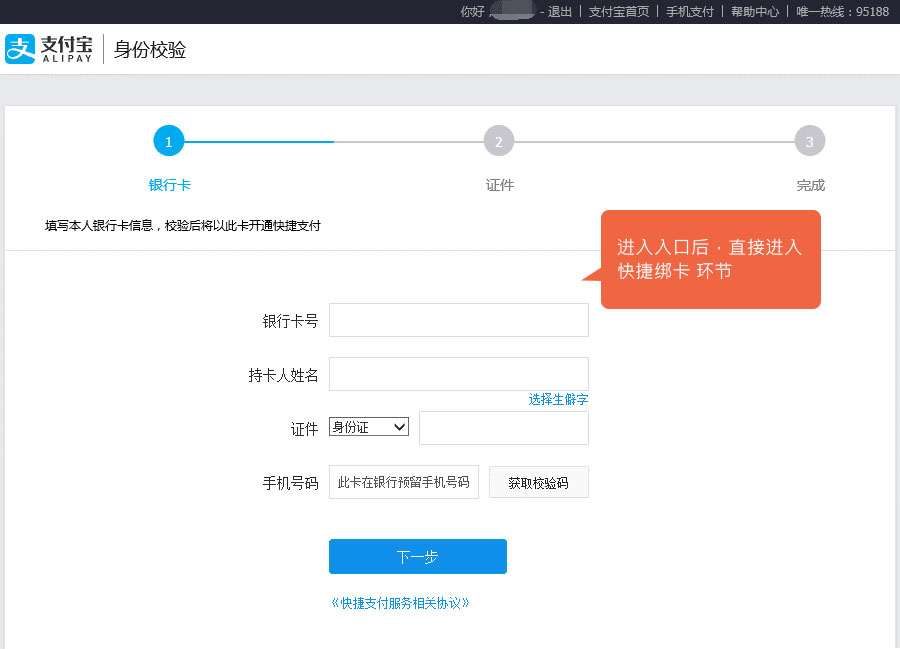 你好, - 退出 | 支付宝首页 | 手机支付 | 帮助中心 | 唯一热线：95188
支 支付宝 ALIPAY 身份校验
1 2 3
银行卡 证件 完成
填写本人银行卡信息，校验后将以此卡开通快捷支付
进入入口后，直接进入
快捷绑卡 环节
银行卡号
持卡人姓名
选择生僻字
证件 身份证
手机号码 此卡在银行预留手机号码 获取校验码
下一步
《快捷支付服务相关协议》